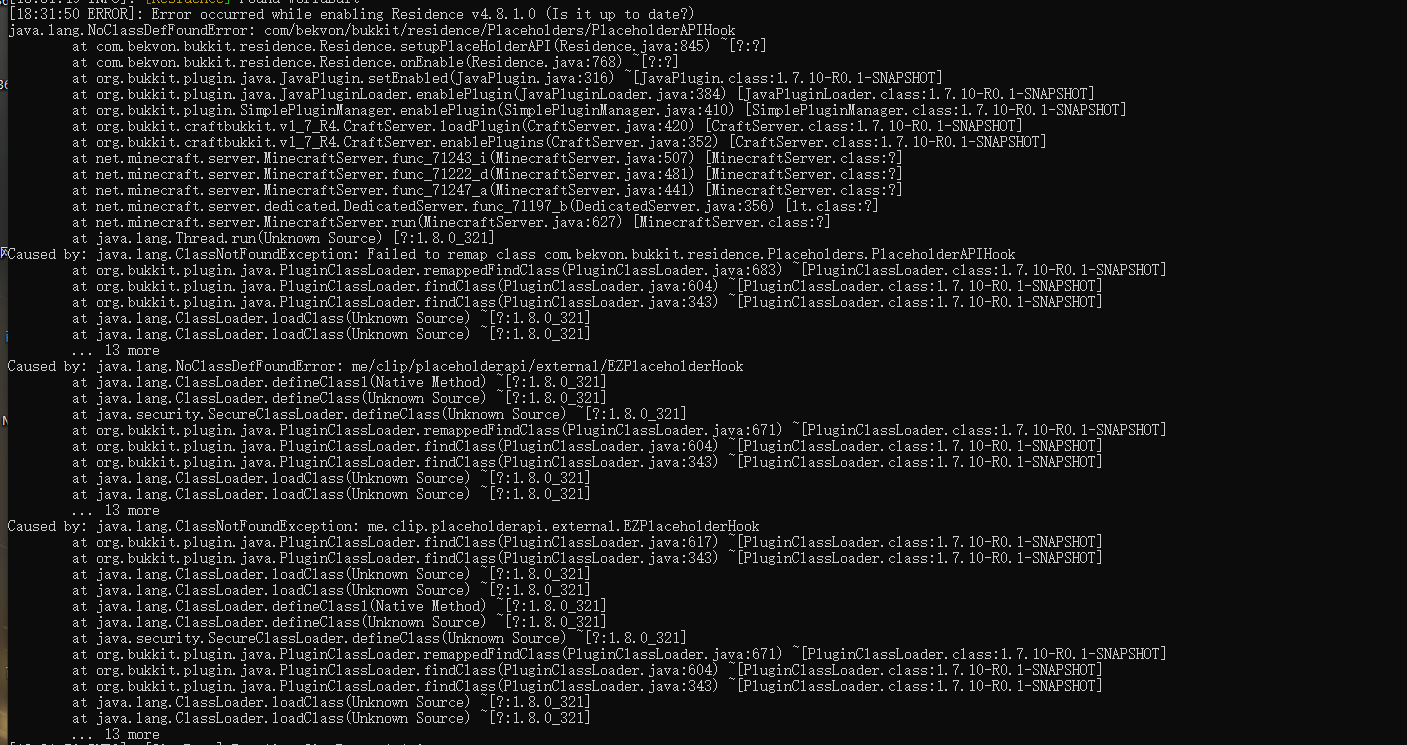 [Residence] Found WorldEdit
[18:31:50 ERROR]: Error occurred while enabling Residence v4.8.1.0 (Is it up to date?)
java.lang.NoClassDefFoundError: com/bekvon/bukkit/residence/Placeholders/PlaceholderAPIHook
at com.bekvon.bukkit.residence.Residence.setupPlaceHolderAPI(Residence.java:845) ~[?:?]
at com.bekvon.bukkit.residence.Residence.onEnable(Residence.java:768) ~[?:?]
at org.bukkit.plugin.java.JavaPlugin.setEnabled(JavaPlugin.java:316) ~[JavaPlugin.class:1.7.10-R0.1-SNAPSHOT]
at org.bukkit.plugin.java.JavaPluginLoader.enablePlugin(JavaPluginLoader.java:384) [JavaPluginLoader.class:1.7.10-R0.1-SNAPSHOT]
at org.bukkit.plugin.SimplePluginManager.enablePlugin(SimplePluginManager.java:410) [SimplePluginManager.class:1.7.10-R0.1-SNAPSHOT]
at org.bukkit.craftbukkit.v1_7_R4.CraftServer.loadPlugin(CraftServer.java:420) [CraftServer.class:1.7.10-R0.1-SNAPSHOT]
at org.bukkit.craftbukkit.v1_7_R4.CraftServer.enablePlugins(CraftServer.java:352) [CraftServer.class:1.7.10-R0.1-SNAPSHOT]
at net.minecraft.server.MinecraftServer.func_71243_i(MinecraftServer.java:507) [MinecraftServer.class:?]
at net.minecraft.server.MinecraftServer.func_71222_d(MinecraftServer.java:481) [MinecraftServer.class:?]
at net.minecraft.server.MinecraftServer.func_71247_a(MinecraftServer.java:441) [MinecraftServer.class:?]
at net.minecraft.server.dedicated.DedicatedServer.func_71197_b(DedicatedServer.java:356) [lt.class:?]
at net.minecraft.server.MinecraftServer.run(MinecraftServer.java:627) [MinecraftServer.class:?]
at java.lang.Thread.run(Unknown Source) [?:1.8.0_321]
Caused by: java.lang.ClassNotFoundException: Failed to remap class com.bekvon.bukkit.residence.Placeholders.PlaceholderAPIHook
at org.bukkit.plugin.java.PluginClassLoader.remappedFindClass(PluginClassLoader.java:683) ~[PluginClassLoader.class:1.7.10-R0.1-SNAPSHOT]
at org.bukkit.plugin.java.PluginClassLoader.findClass(PluginClassLoader.java:604) ~[PluginClassLoader.class:1.7.10-R0.1-SNAPSHOT]
at org.bukkit.plugin.java.PluginClassLoader.findClass(PluginClassLoader.java:343) ~[PluginClassLoader.class:1.7.10-R0.1-SNAPSHOT]
at java.lang.ClassLoader.loadClass(Unknown Source) ~[?:1.8.0_321]
at java.lang.ClassLoader.loadClass(Unknown Source) ~[?:1.8.0_321]
... 13 more
Caused by: java.lang.NoClassDefFoundError: me/clip/placeholderapi/external/EZPlaceholderHook
at java.lang.ClassLoader.defineClass1(Native Method) ~[?:1.8.0_321]
at java.lang.ClassLoader.defineClass(Unknown Source) ~[?:1.8.0_321]
at java.security.SecureClassLoader.defineClass(Unknown Source) ~[?:1.8.0_321]
at org.bukkit.plugin.java.PluginClassLoader.remappedFindClass(PluginClassLoader.java:671) ~[PluginClassLoader.class:1.7.10-R0.1-SNAPSHOT]
at org.bukkit.plugin.java.PluginClassLoader.findClass(PluginClassLoader.java:604) ~[PluginClassLoader.class:1.7.10-R0.1-SNAPSHOT]
at org.bukkit.plugin.java.PluginClassLoader.findClass(PluginClassLoader.java:343) ~[PluginClassLoader.class:1.7.10-R0.1-SNAPSHOT]
at java.lang.ClassLoader.loadClass(Unknown Source) ~[?:1.8.0_321]
at java.lang.ClassLoader.loadClass(Unknown Source) ~[?:1.8.0_321]
... 13 more
Caused by: java.lang.ClassNotFoundException: me.clip.placeholderapi.external.EZPlaceholderHook
at org.bukkit.plugin.java.PluginClassLoader.findClass(PluginClassLoader.java:617) ~[PluginClassLoader.class:1.7.10-R0.1-SNAPSHOT]
at org.bukkit.plugin.java.PluginClassLoader.findClass(PluginClassLoader.java:343) ~[PluginClassLoader.class:1.7.10-R0.1-SNAPSHOT]
at java.lang.ClassLoader.loadClass(Unknown Source) ~[?:1.8.0_321]
at java.lang.ClassLoader.loadClass(Unknown Source) ~[?:1.8.0_321]
at java.lang.ClassLoader.defineClass1(Native Method) ~[?:1.8.0_321]
at java.lang.ClassLoader.defineClass(Unknown Source) ~[?:1.8.0_321]
at java.security.SecureClassLoader.defineClass(Unknown Source) ~[?:1.8.0_321]
at org.bukkit.plugin.java.PluginClassLoader.remappedFindClass(PluginClassLoader.java:671) ~[PluginClassLoader.class:1.7.10-R0.1-SNAPSHOT]
at org.bukkit.plugin.java.PluginClassLoader.findClass(PluginClassLoader.java:604) ~[PluginClassLoader.class:1.7.10-R0.1-SNAPSHOT]
at org.bukkit.plugin.java.PluginClassLoader.findClass(PluginClassLoader.java:343) ~[PluginClassLoader.class:1.7.10-R0.1-SNAPSHOT]
at java.lang.ClassLoader.loadClass(Unknown Source) ~[?:1.8.0_321]
at java.lang.ClassLoader.loadClass(Unknown Source) ~[?:1.8.0_321]
... 13 more